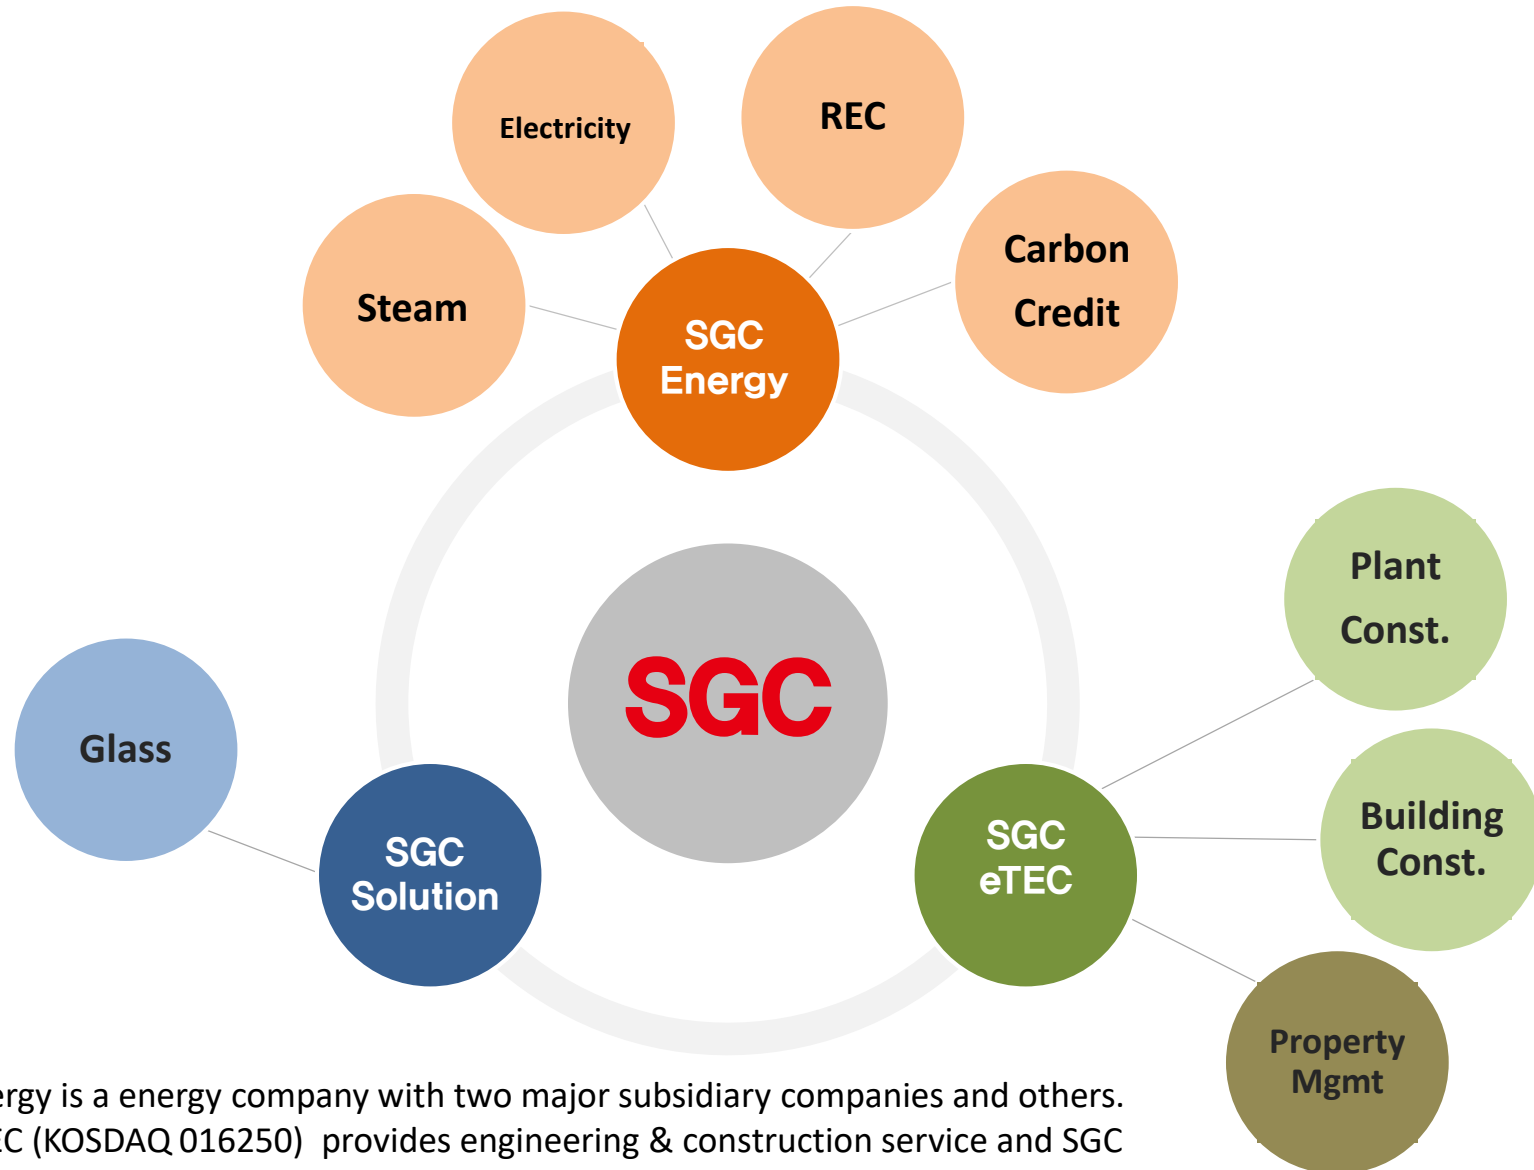 Electricity
REC
Carbon
Credit
Steam
SGC
Energy
Plant
Const.
SGC
Glass
Building
Const.
SGC
eTEC
SGC
Solution
Property
Mgmt
ergy is a energy company with two major subsidiary companies and others.
EC (KOSDAQ 016250)  provides engineering & construction service and SGC